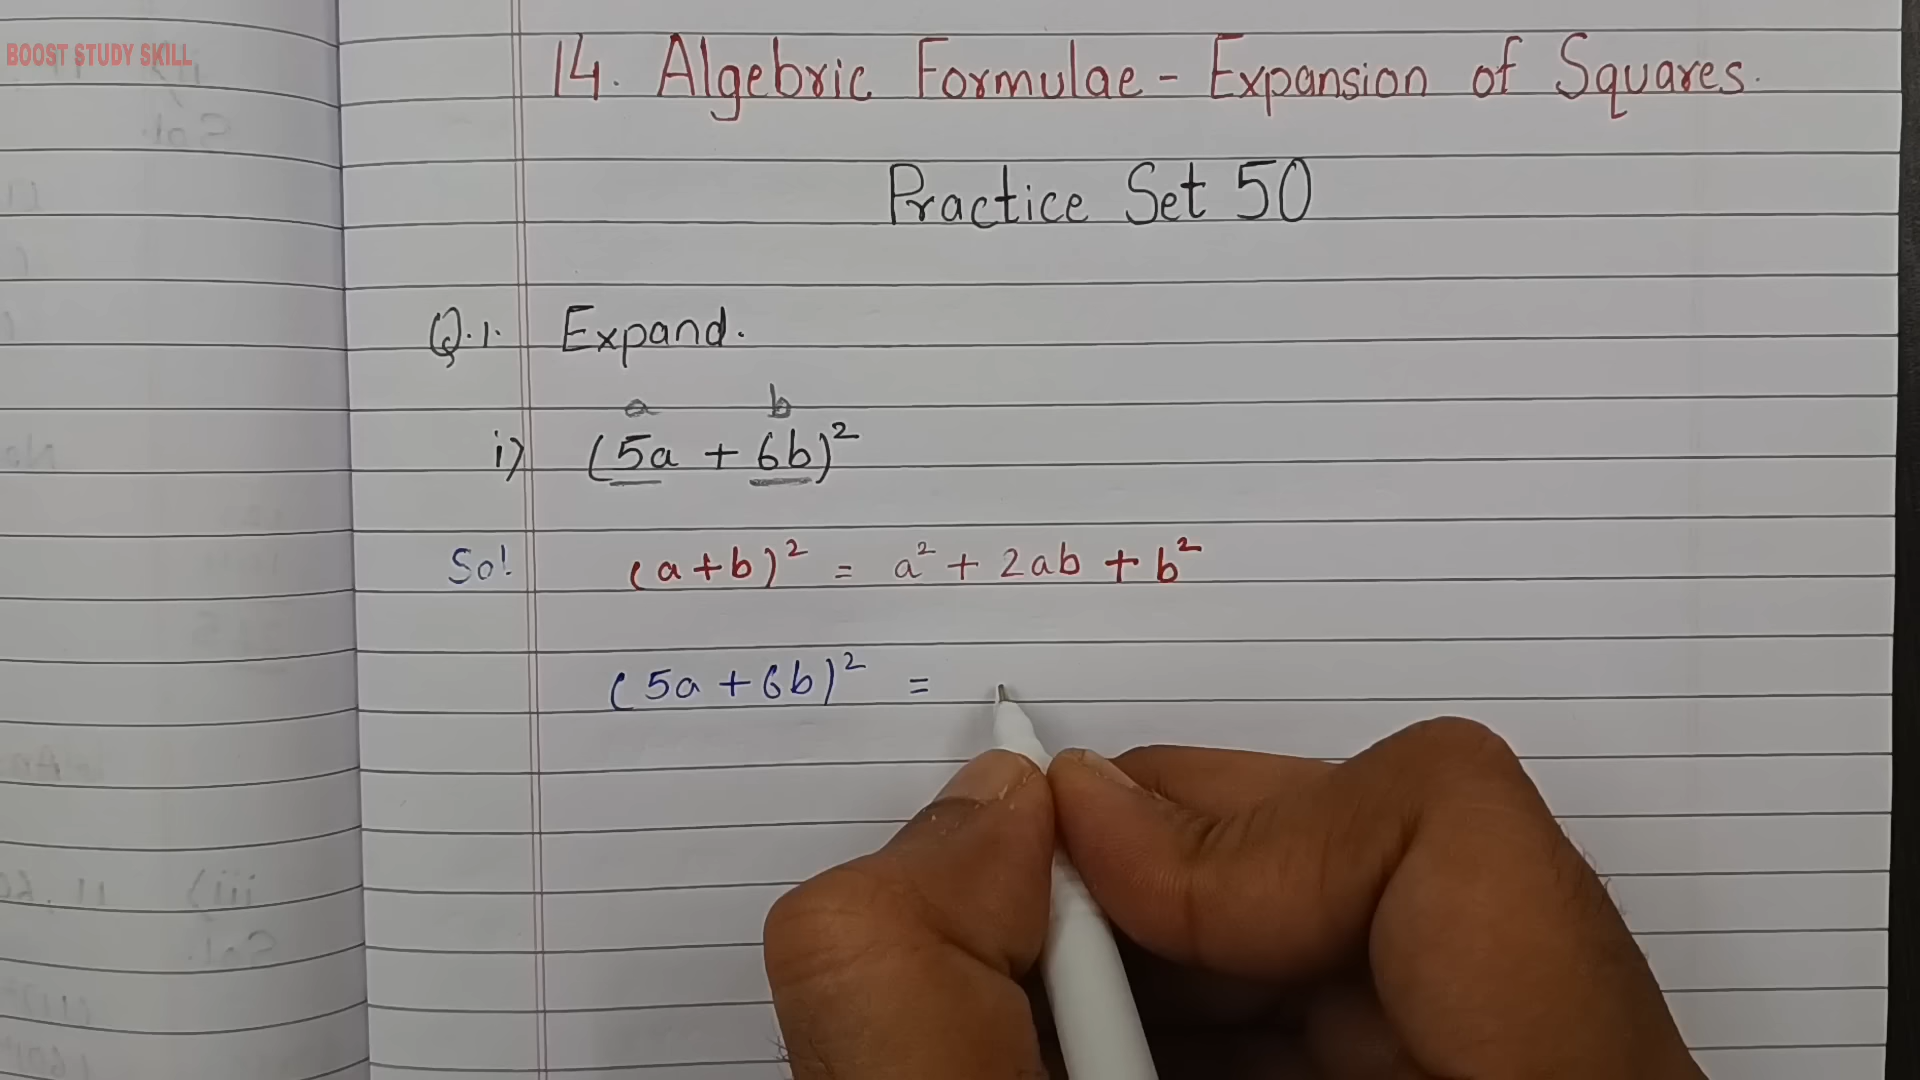 BOOST STUDY SKILL
14. Algebric Formulae - Expansion of Squares.
Practice Set 50
Q.1. Expand.
a b
i) (5a + 6b)²
Sol (a+b)² = a² + 2ab + b²
(5a + 6b)² =